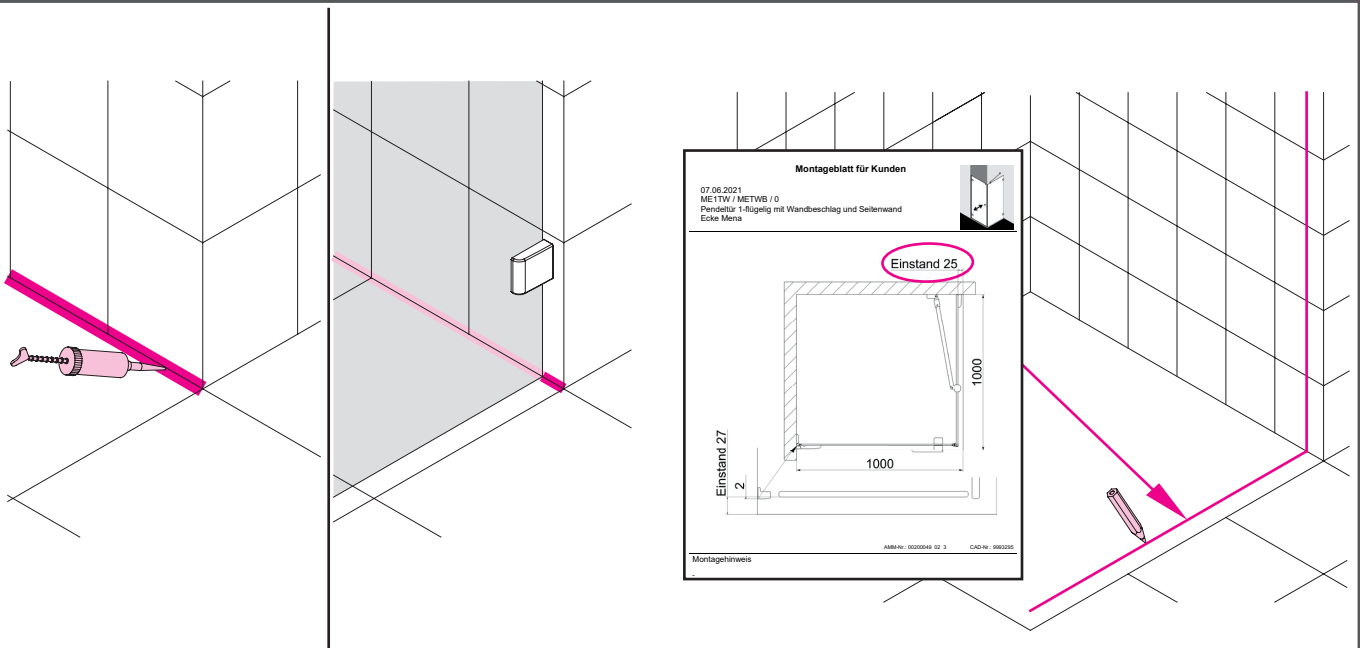 Montageblatt für Kunden
07.06.2021
ME1TW / METWB / 0
Pendeltür 1-flügelig mit Wandbeschlag und Seitenwand
Ecke Mena
Einstand 25
1000
1000
Einstand 27
2
AMM-Nr.: 00200049 02 3 CAD-Nr.: 9993295
Montagehinweis
-